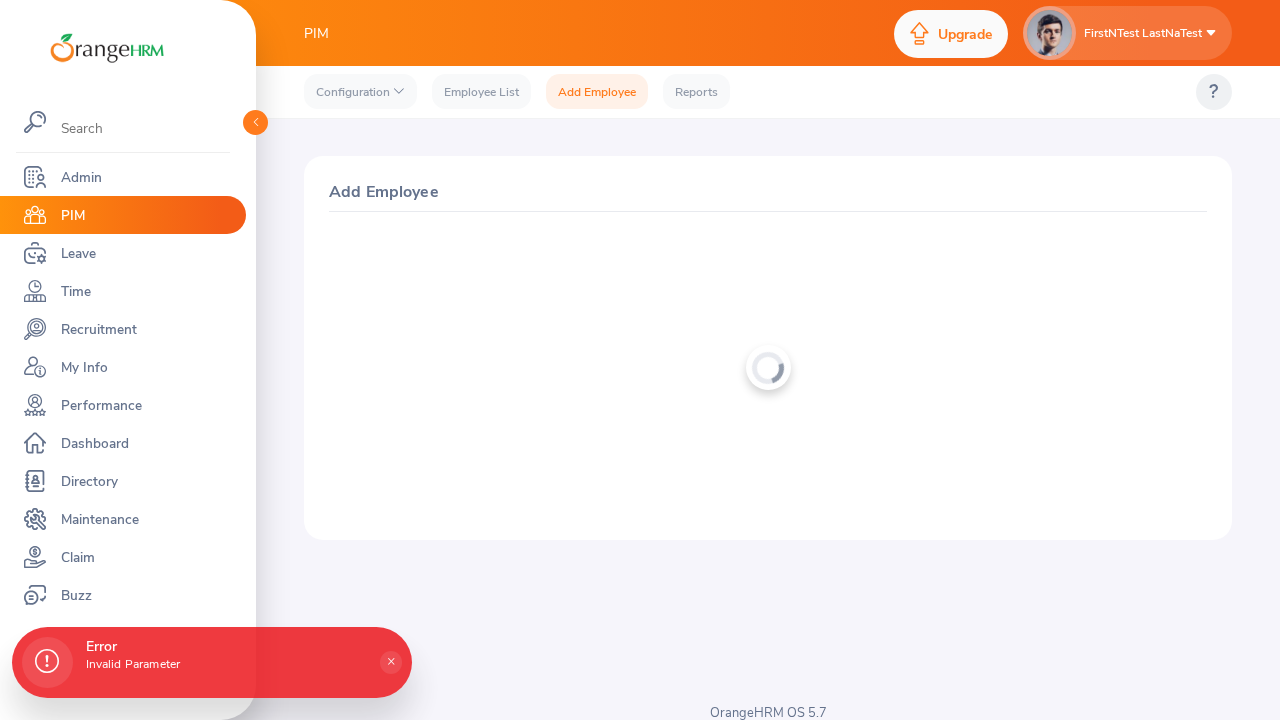 OrangeHRM
Search
Admin
PIM
Leave
Time
Recruitment
My Info
Performance
Dashboard
Directory
Maintenance
Claim
Buzz
PIM
Upgrade
FirstNTest LastNaTest
Configuration
Employee List
Add Employee
Reports
?
Add Employee
Error
Invalid Parameter
×
OrangeHRM OS 5.7